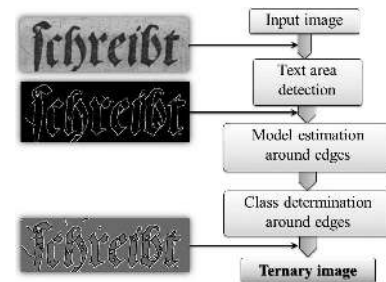 ſchreibt
Input image
Text area
detection
ſchreibt
Model estimation
around edges
Class determination
around edges
ſchreibt
Ternary image